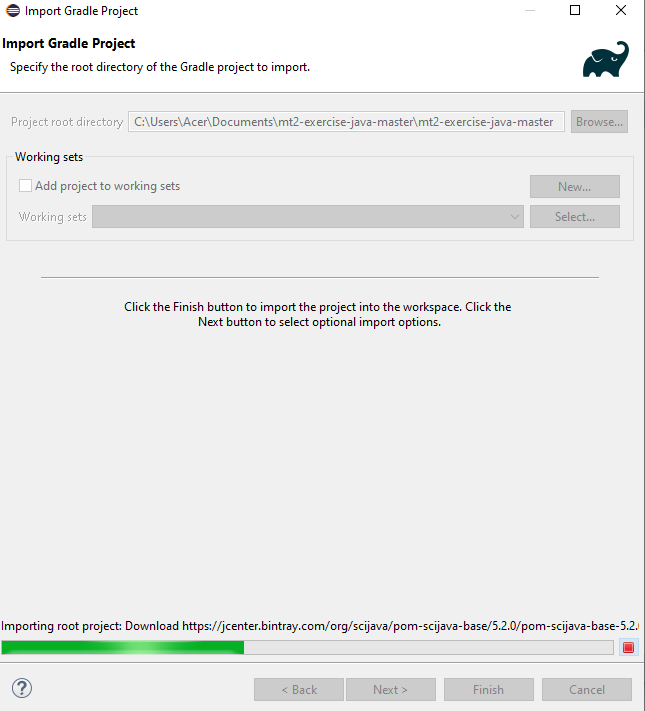 Import Gradle Project
Import Gradle Project
Specify the root directory of the Gradle project to import.
Project root directory C:\Users\Acer\Documents\mt2-exercise-java-master\mt2-exercise-java-master Browse...
Working sets
Add project to working sets New...
Working sets Select...
Click the Finish button to import the project into the workspace. Click the
Next button to select optional import options.
Importing root project: Download https://jcenter.bintray.com/org/scijava/pom-scijava-base/5.2.0/pom-scijava-base-5.2.
? < Back Next > Finish Cancel